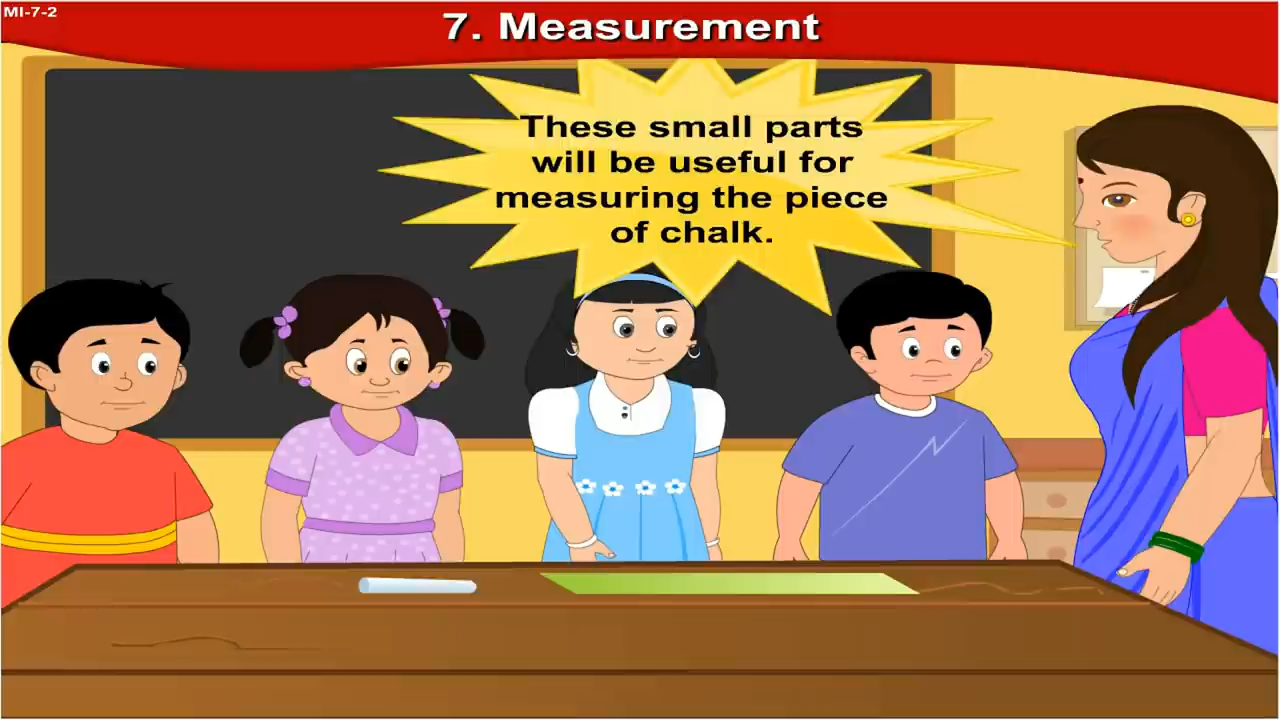 MI-7-2
7. Measurement
These small parts
will be useful for
measuring the piece
of chalk.